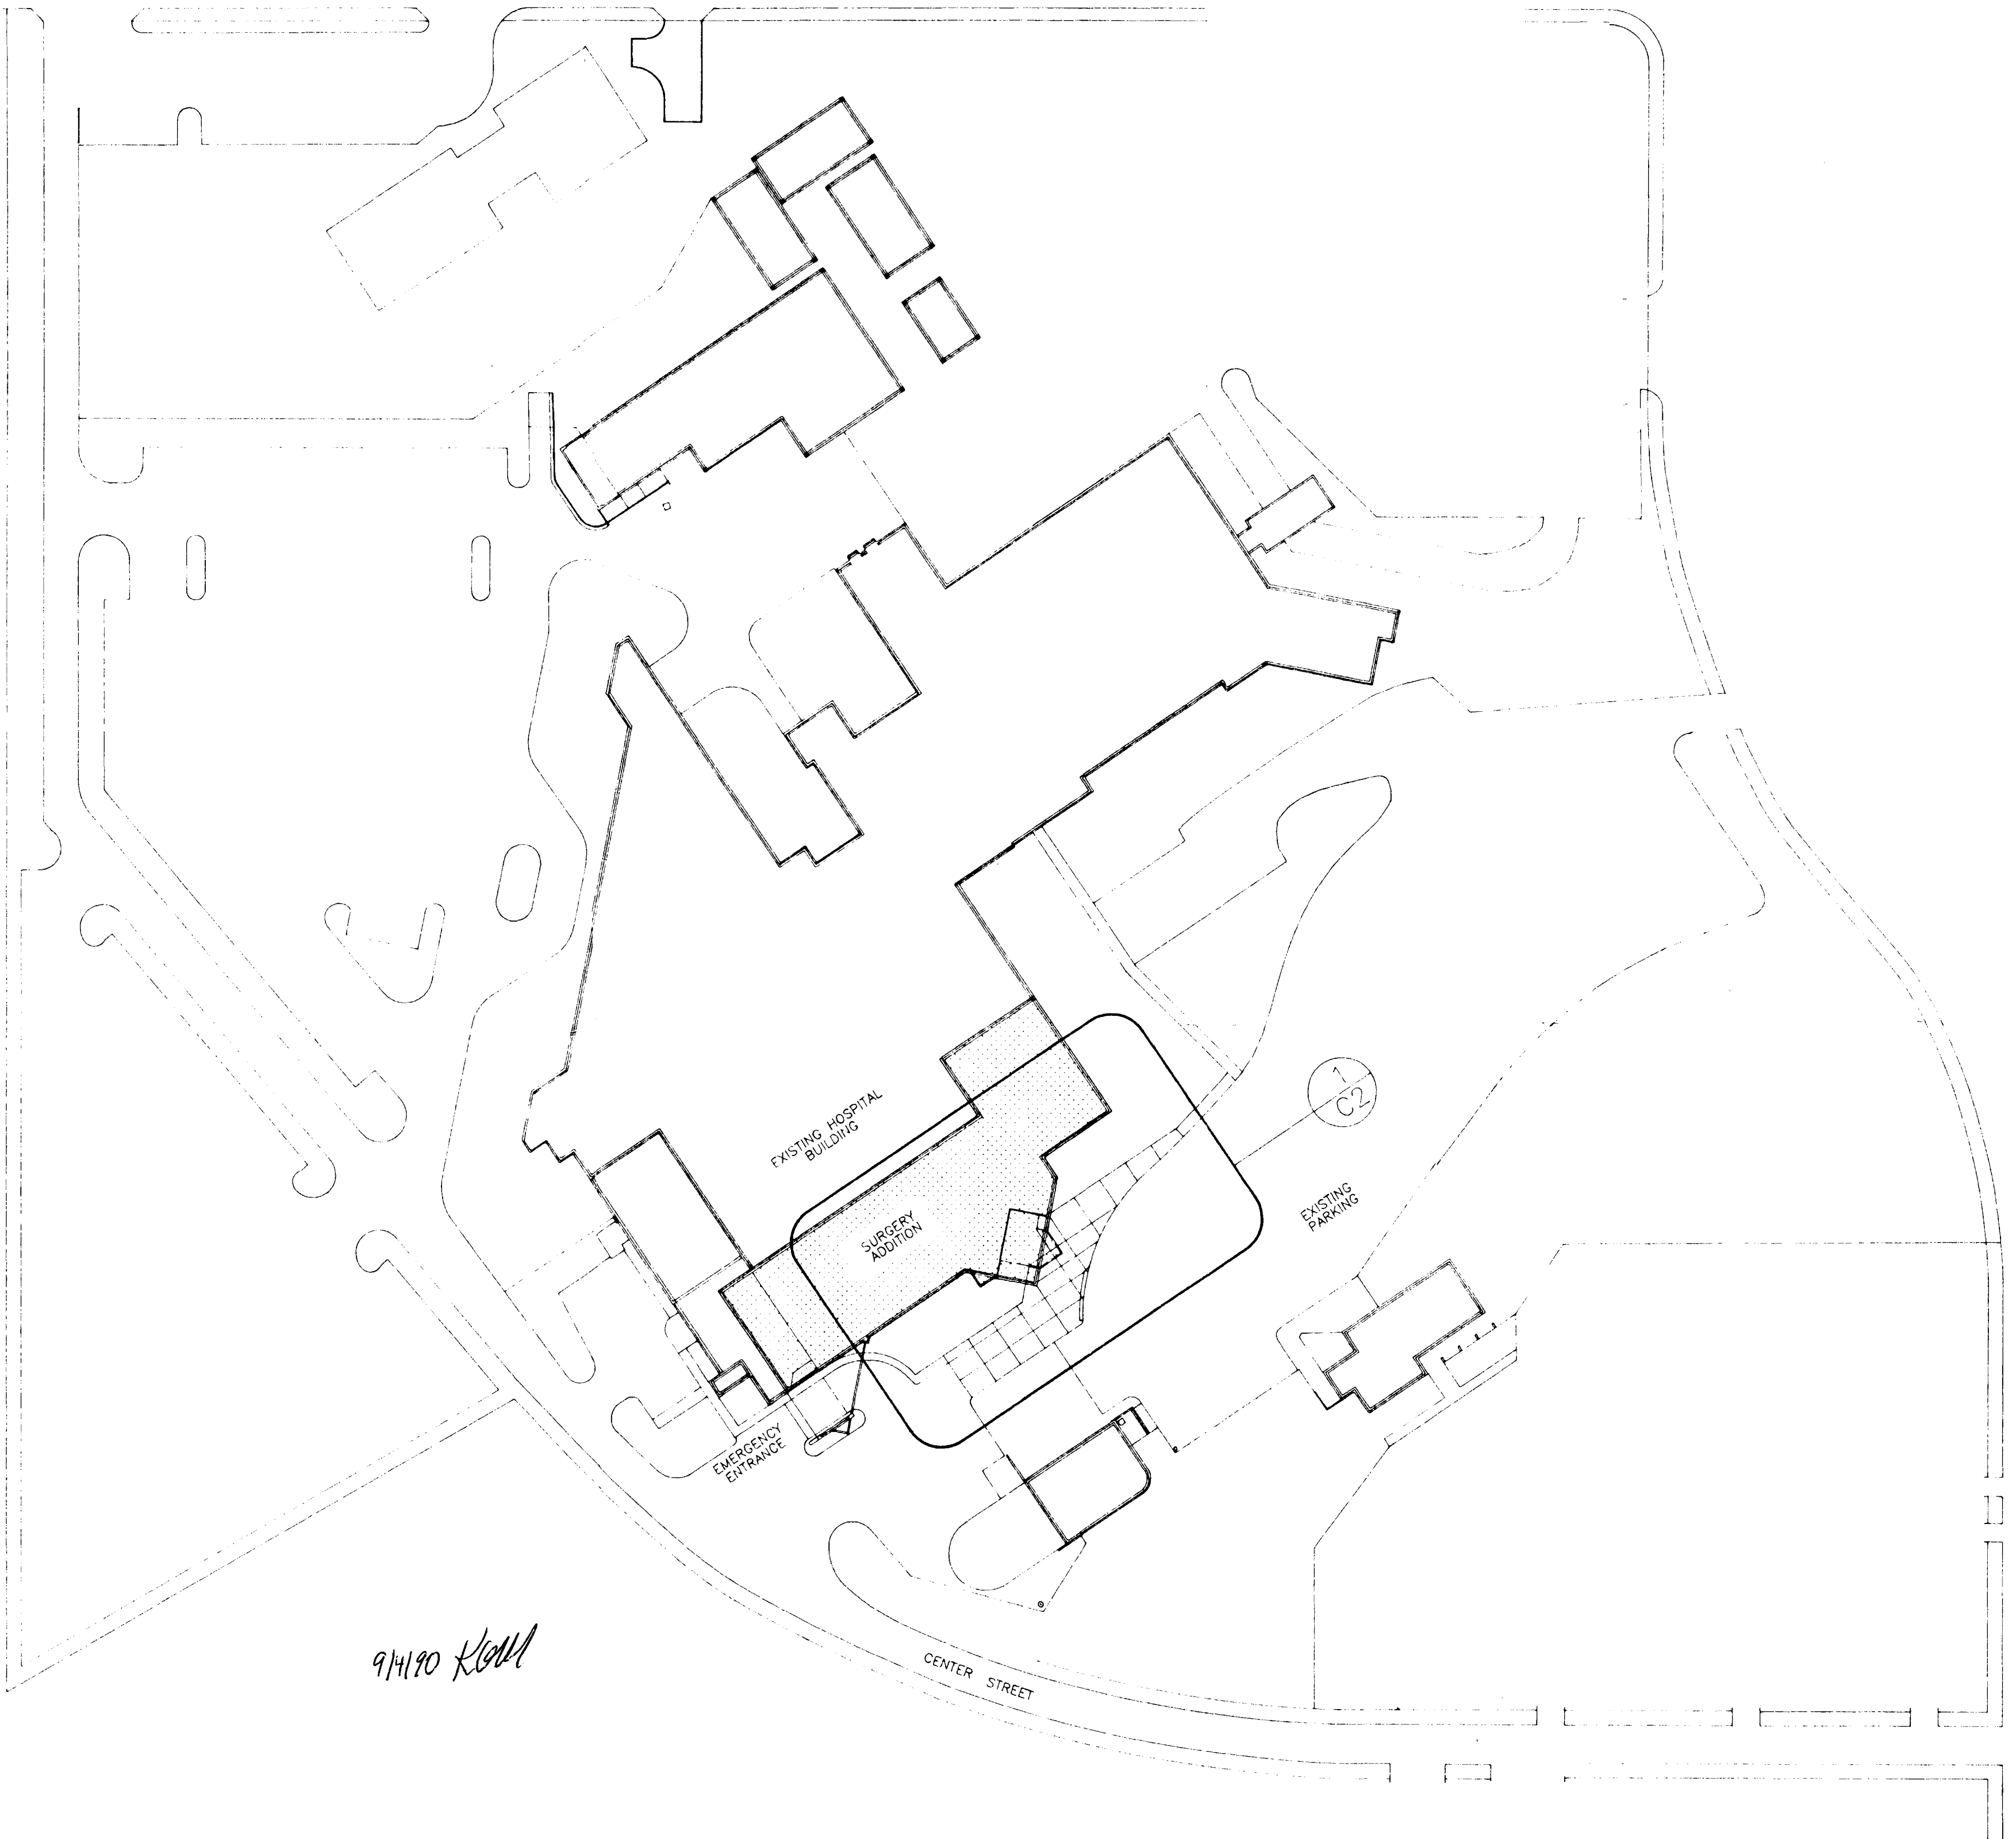 1
C2
EXISTING HOSPITAL
BUILDING
SURGERY
ADDITION
EXISTING
PARKING
EMERGENCY
ENTRANCE
9/4/90
CENTER STREET